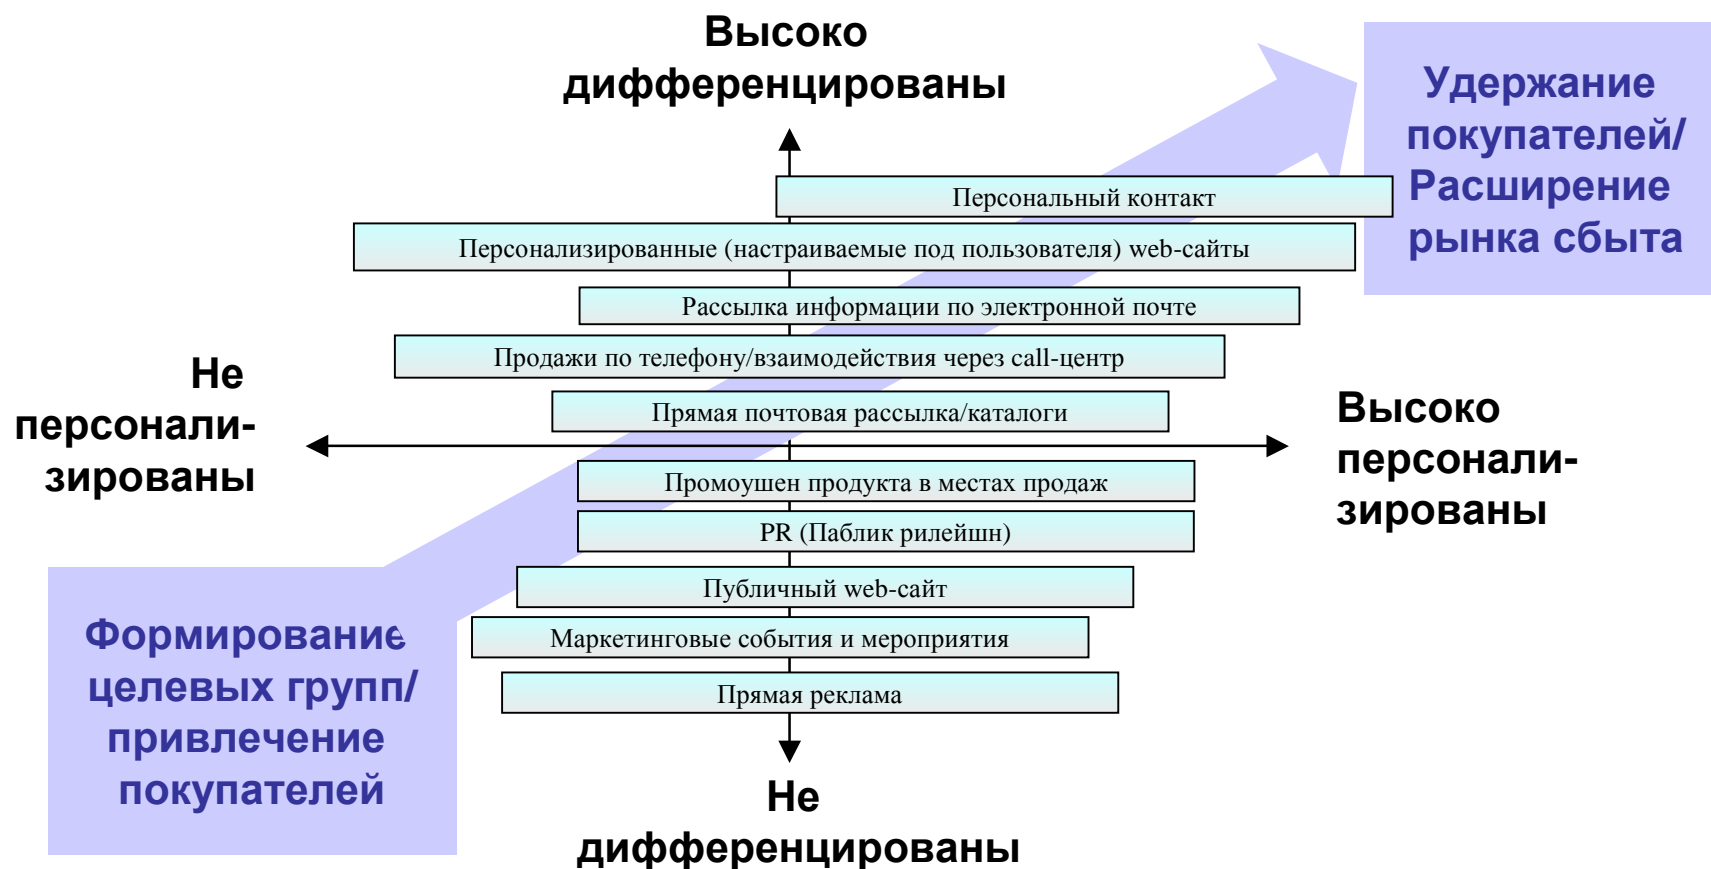 Высоко
дифференцированы
Удержание
покупателей/
Расширение
рынка сбыта
Персональный контакт
Персонализированные (настраиваемые под пользователя) web-сайты
Рассылка информации по электронной почте
Продажи по телефону/взаимодействия через call-центр
Прямая почтовая рассылка/каталоги
Не
персонали-
зированы
Высоко
персонали-
зированы
Промоушен продукта в местах продаж
PR (Паблик рилейшн)
Публичный web-сайт
Маркетинговые события и мероприятия
Прямая реклама
Формирование
целевых групп/
привлечение
покупателей
Не
дифференцированы